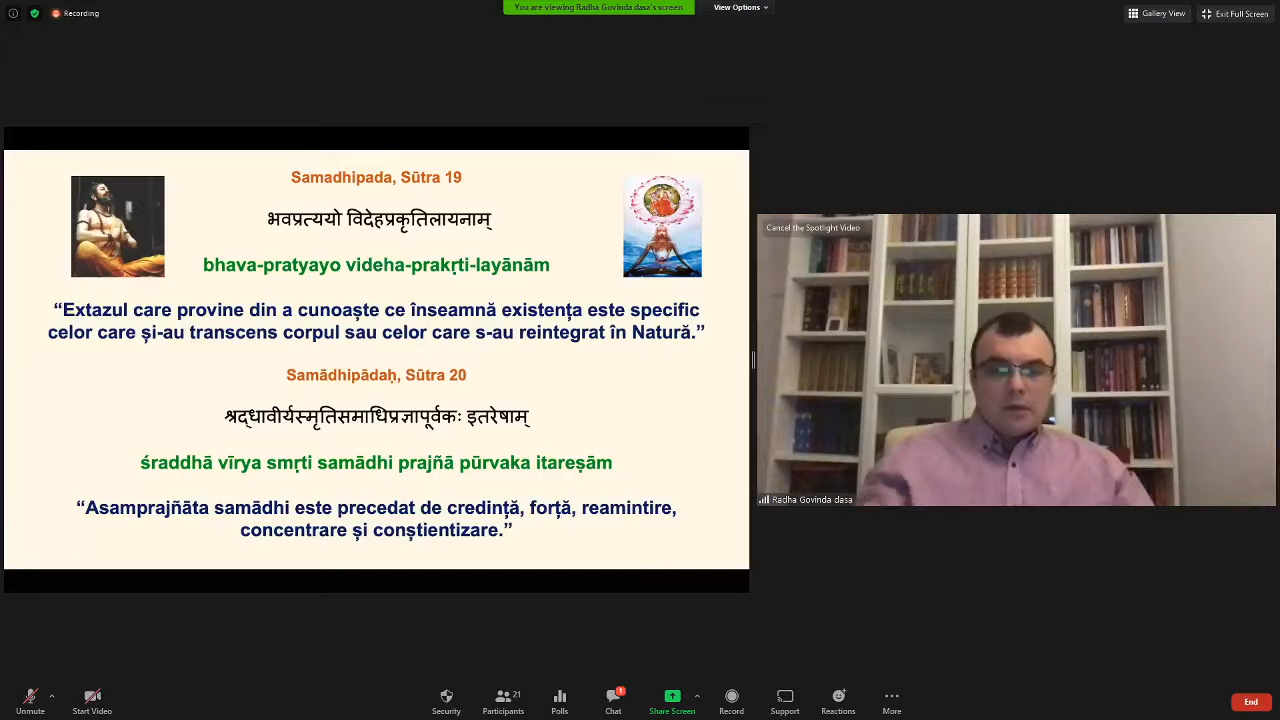 Recording
You are viewing Radha Govinda dasa's screen
View Options
Gallery View
Exit Full Screen
Samadhipada, Sūtra 19
भवप्रत्ययो विदेहप्रकृतिलायनाम्
bhava-pratyayo videha-prakṛti-layānām
“Extazul care provine din a cunoaște ce înseamnă existența este specific
celor care și-au transcens corpul sau celor care s-au reintegrat în Natură.”
Samādhipādaḥ, Sūtra 20
श्रद्धावीर्यस्मृतिसमाधिप्रज्ञापूर्वकः इतरेषाम्
śraddhā vīrya smṛti samādhi prajñā pūrvaka itareṣām
“Asamprajñāta samādhi este precedat de credință, forță, reamintire,
concentrare și conștientizare.”
Cancel the Spotlight Video
Radha Govinda dasa
Unmute
Start Video
Security
21
Participants
Polls
1
Chat
Share Screen
Record
Support
Reactions
More
End